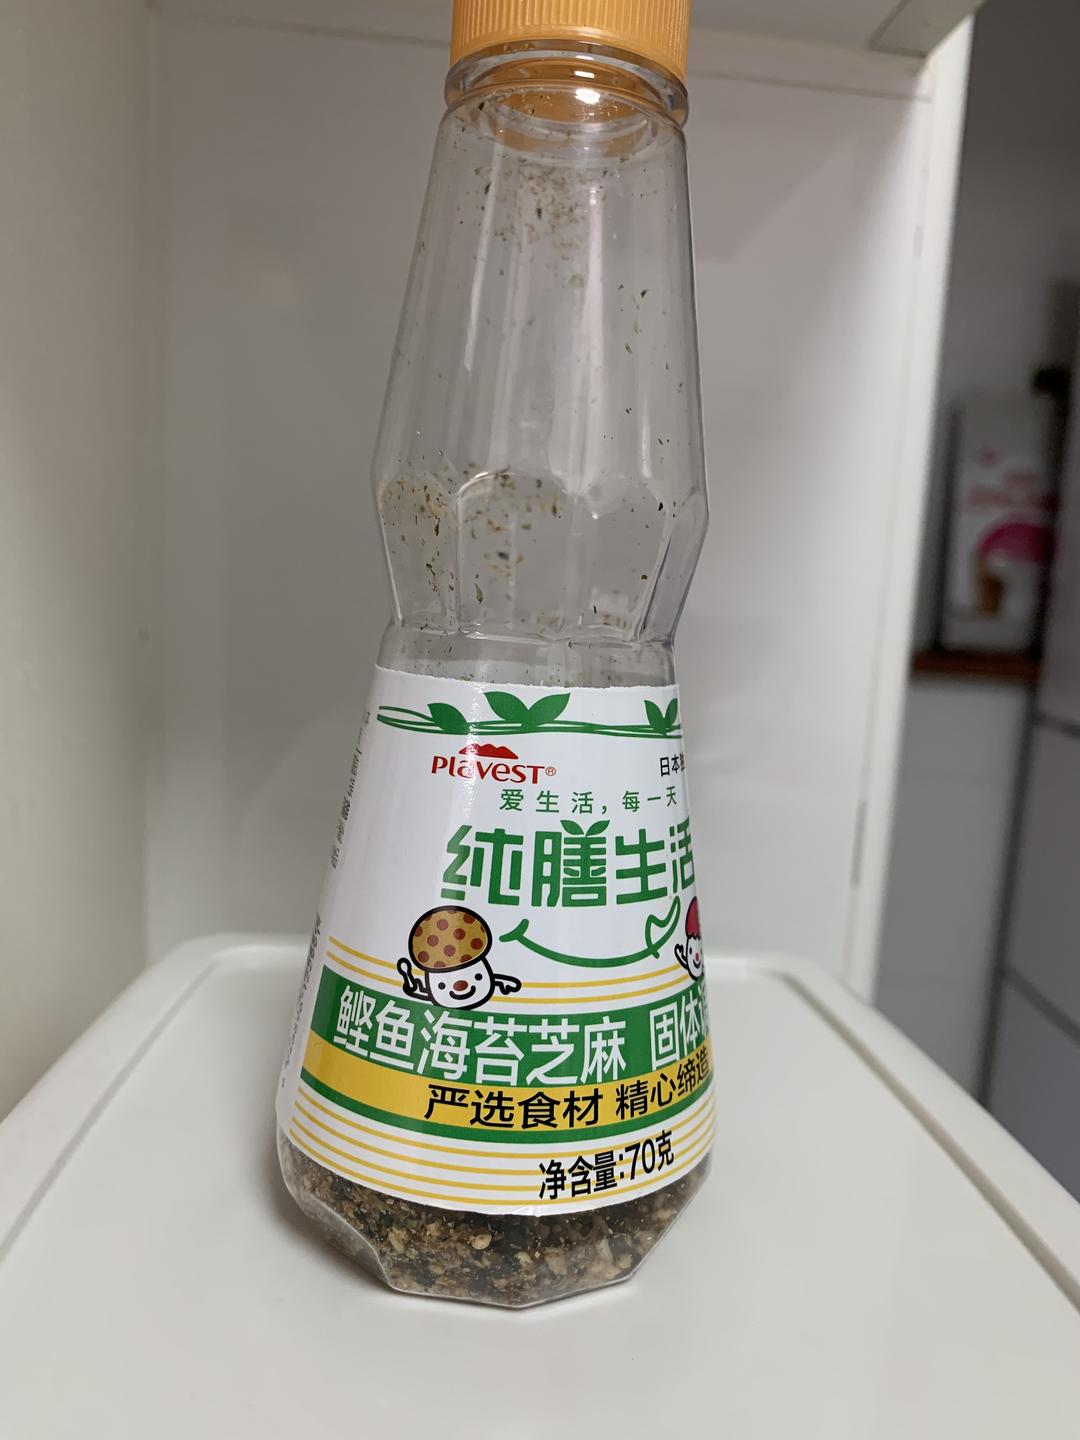 PLaVEST®
日本
爱生活，每一天
纯膳生活
鲣鱼海苔芝麻 固体
严选食材 精心缔造
净含量:70克